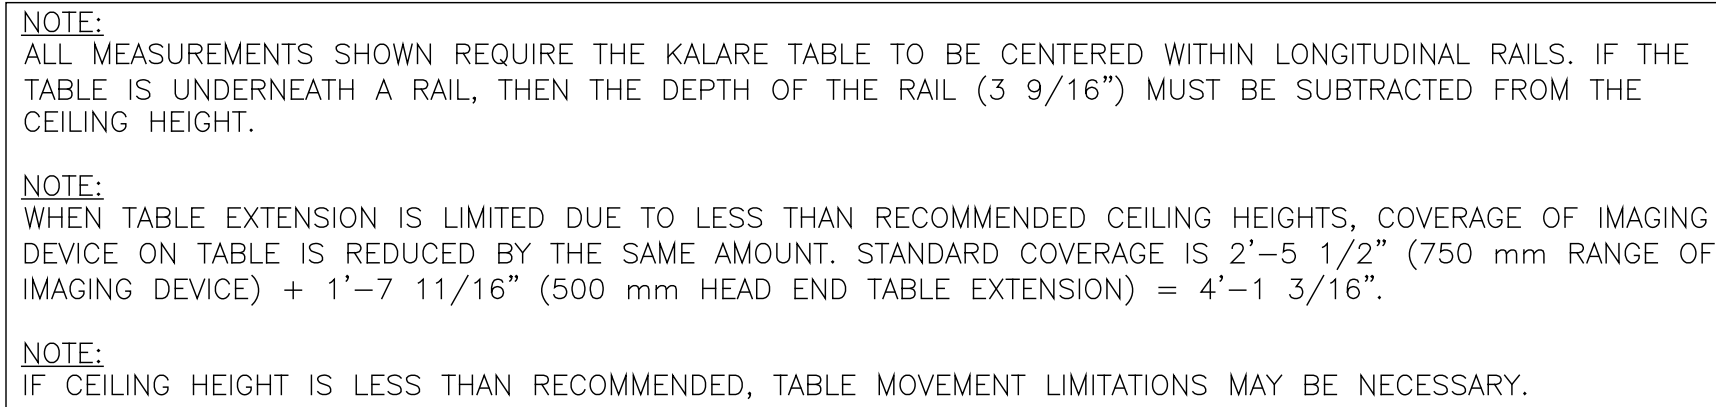 NOTE:
ALL MEASUREMENTS SHOWN REQUIRE THE KALARE TABLE TO BE CENTERED WITHIN LONGITUDINAL RAILS. IF THE
TABLE IS UNDERNEATH A RAIL, THEN THE DEPTH OF THE RAIL (3 9/16") MUST BE SUBTRACTED FROM THE
CEILING HEIGHT.
NOTE:
WHEN TABLE EXTENSION IS LIMITED DUE TO LESS THAN RECOMMENDED CEILING HEIGHTS, COVERAGE OF IMAGING
DEVICE ON TABLE IS REDUCED BY THE SAME AMOUNT. STANDARD COVERAGE IS 2'-5 1/2" (750 mm RANGE OF
IMAGING DEVICE) + 1'-7 11/16" (500 mm HEAD END TABLE EXTENSION) = 4'-1 3/16".
NOTE:
IF CEILING HEIGHT IS LESS THAN RECOMMENDED, TABLE MOVEMENT LIMITATIONS MAY BE NECESSARY.